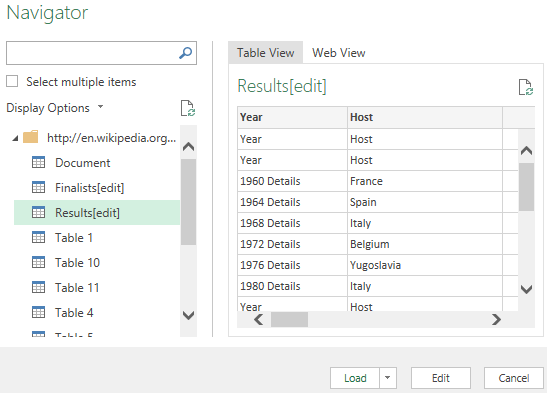 Navigator
Select multiple items
Display Options
http://en.wikipedia.org...
Document
Finalists[edit]
Results[edit]
Table 1
Table 10
Table 11
Table 4
Table 5
Table View
Web View
Results[edit]
Year Host
Year Host
Year Host
1960 Details France
1964 Details Spain
1968 Details Italy
1972 Details Belgium
1976 Details Yugoslavia
1980 Details Italy
Year Host
Load
Edit
Cancel